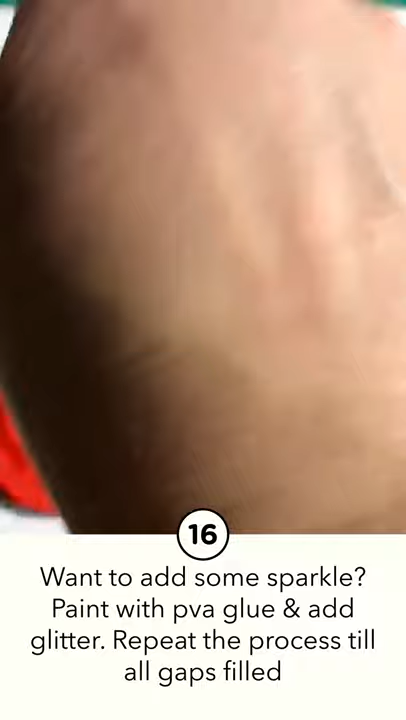 16
Want to add some sparkle?
Paint with pva glue & add
glitter. Repeat the process till
all gaps filled